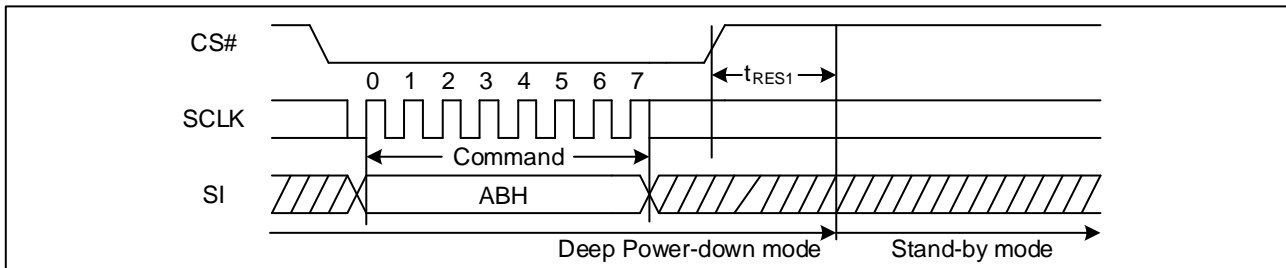 CS#
tRES1
0 1 2 3 4 5 6 7
SCLK
Command
SI
ABH
Deep Power-down mode Stand-by mode